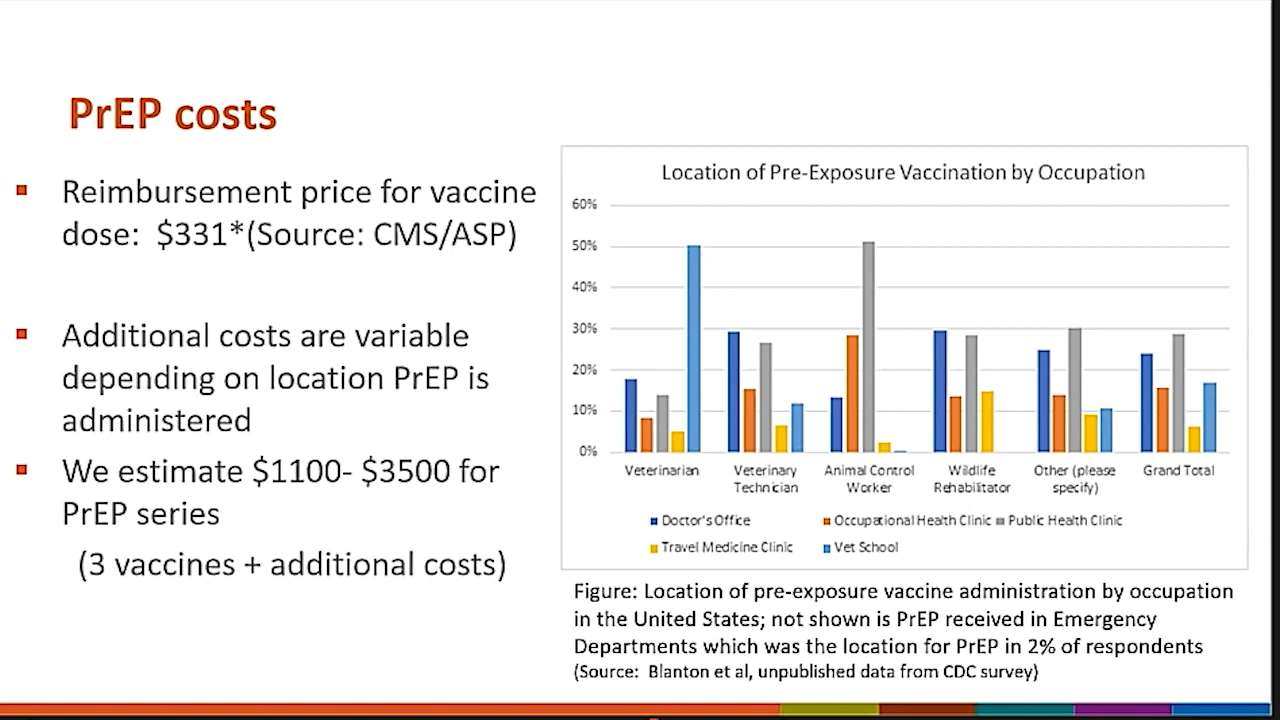 PrEP costs
Reimbursement price for vaccine
dose:  $331*(Source: CMS/ASP)
Additional costs are variable
depending on location PrEP is
administered
We estimate $1100- $3500 for
PrEP series
(3 vaccines + additional costs)
Location of Pre-Exposure Vaccination by Occupation
60%
50%
40%
30%
20%
10%
0%
Veterinarian
Veterinary
Technician
Animal Control
Worker
Wildlife
Rehabilitator
Other (please
specify)
Grand Total
Doctor's Office
Occupational Health Clinic
Public Health Clinic
Travel Medicine Clinic
Vet School
Figure: Location of pre-exposure vaccine administration by occupation
in the United States; not shown is PrEP received in Emergency
Departments which was the location for PrEP in 2% of respondents
(Source:  Blanton et al, unpublished data from CDC survey)